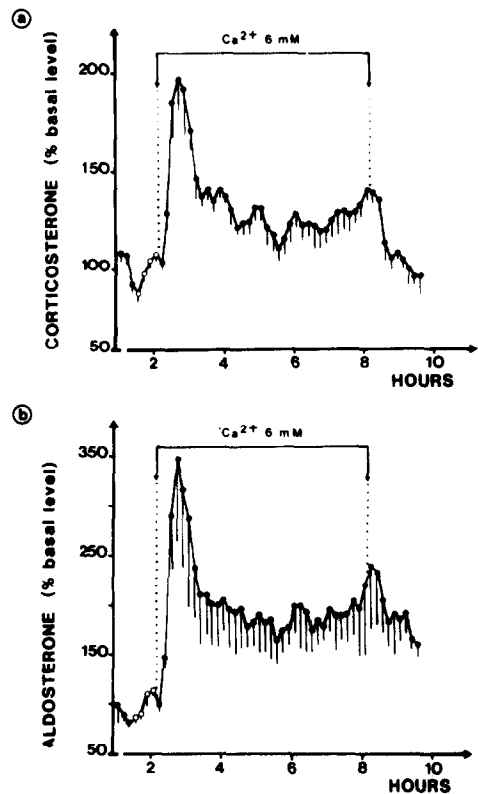 a
Ca2+ 6 mM
CORTICOSTERONE (% basal level)
200
150
100
50
2 4 6 8 10
HOURS
b
Ca2+ 6 mM
ALDOSTERONE (% basal level)
350
250
150
50
2 4 6 8 10
HOURS